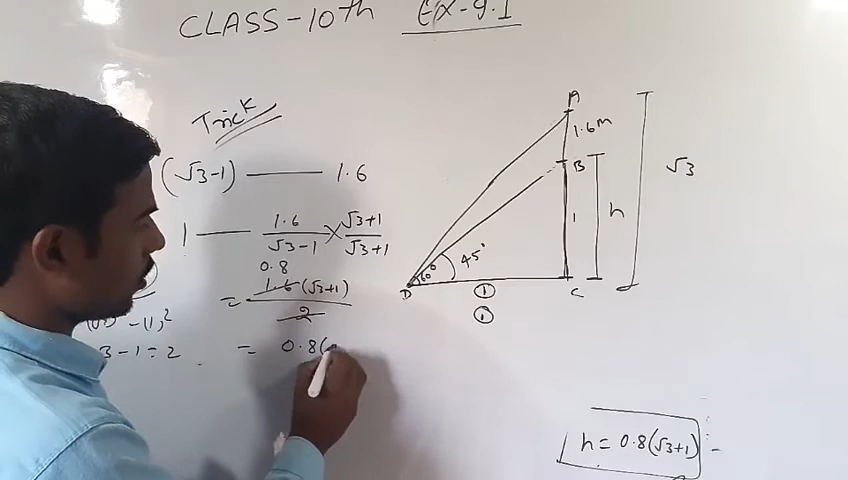 CLASS-10th EX-9.1
Trick
(√3-1) —— 1.6
1 —— 1.6/√3-1 × √3+1/√3+1
0.8
= 1.6(√3+1)/2
-(1)²
3-1=2
= 0.8(
A
1.6m
B
√3
1
h
45°
60°
D
1
C
1
h=0.8(√3+1)